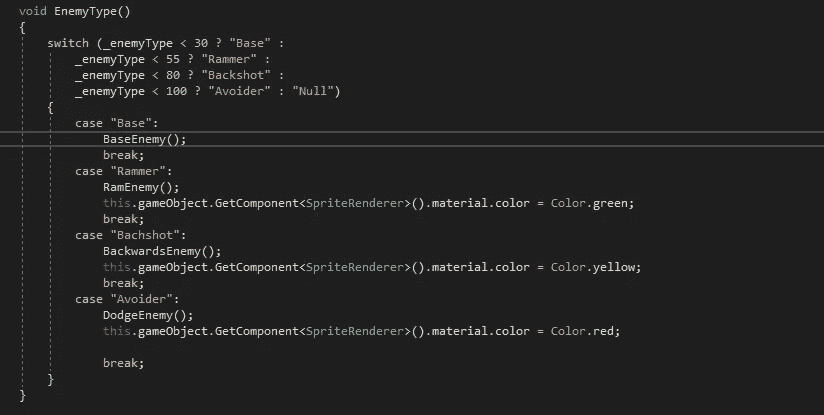 void EnemyType()
{
switch (_enemyType < 30 ? "Base" :
_enemyType < 55 ? "Rammer" :
_enemyType < 80 ? "Backshot" :
_enemyType < 100 ? "Avoider" : "Null")
{
case "Base":
BaseEnemy();
break;
case "Rammer":
RamEnemy();
this.gameObject.GetComponent<SpriteRenderer>().material.color = Color.green;
break;
case "Bachshot":
BackwardsEnemy();
this.gameObject.GetComponent<SpriteRenderer>().material.color = Color.yellow;
break;
case "Avoider":
DodgeEnemy();
this.gameObject.GetComponent<SpriteRenderer>().material.color = Color.red;
break;
}
}